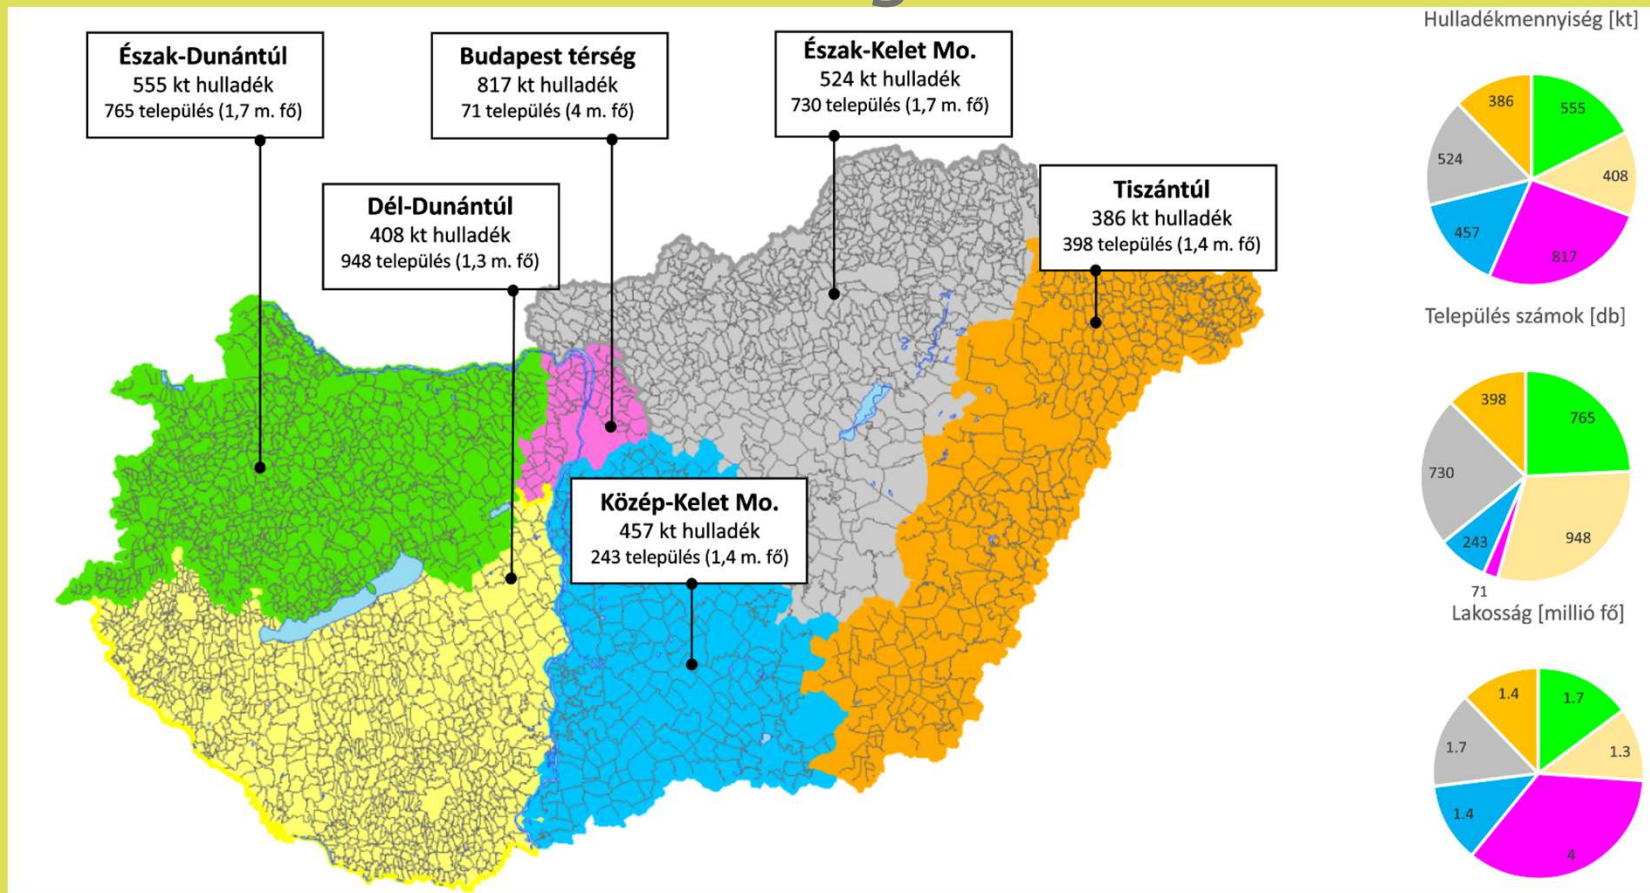 Észak-Dunántúl
555 kt hulladék
765 település (1,7 m. fő)
Budapest térség
817 kt hulladék
71 település (4 m. fő)
Észak-Kelet Mo.
524 kt hulladék
730 település (1,7 m. fő)
Dél-Dunántúl
408 kt hulladék
948 település (1,3 m. fő)
Tiszántúl
386 kt hulladék
398 település (1,4 m. fő)
Közép-Kelet Mo.
457 kt hulladék
243 település (1,4 m. fő)
Hulladékmennyiség [kt]
386
555
524
408
457
817
Település számok [db]
398
765
730
948
243
71
Lakosság [millió fő]
1.4
1.7
1.7
1.3
1.4
4